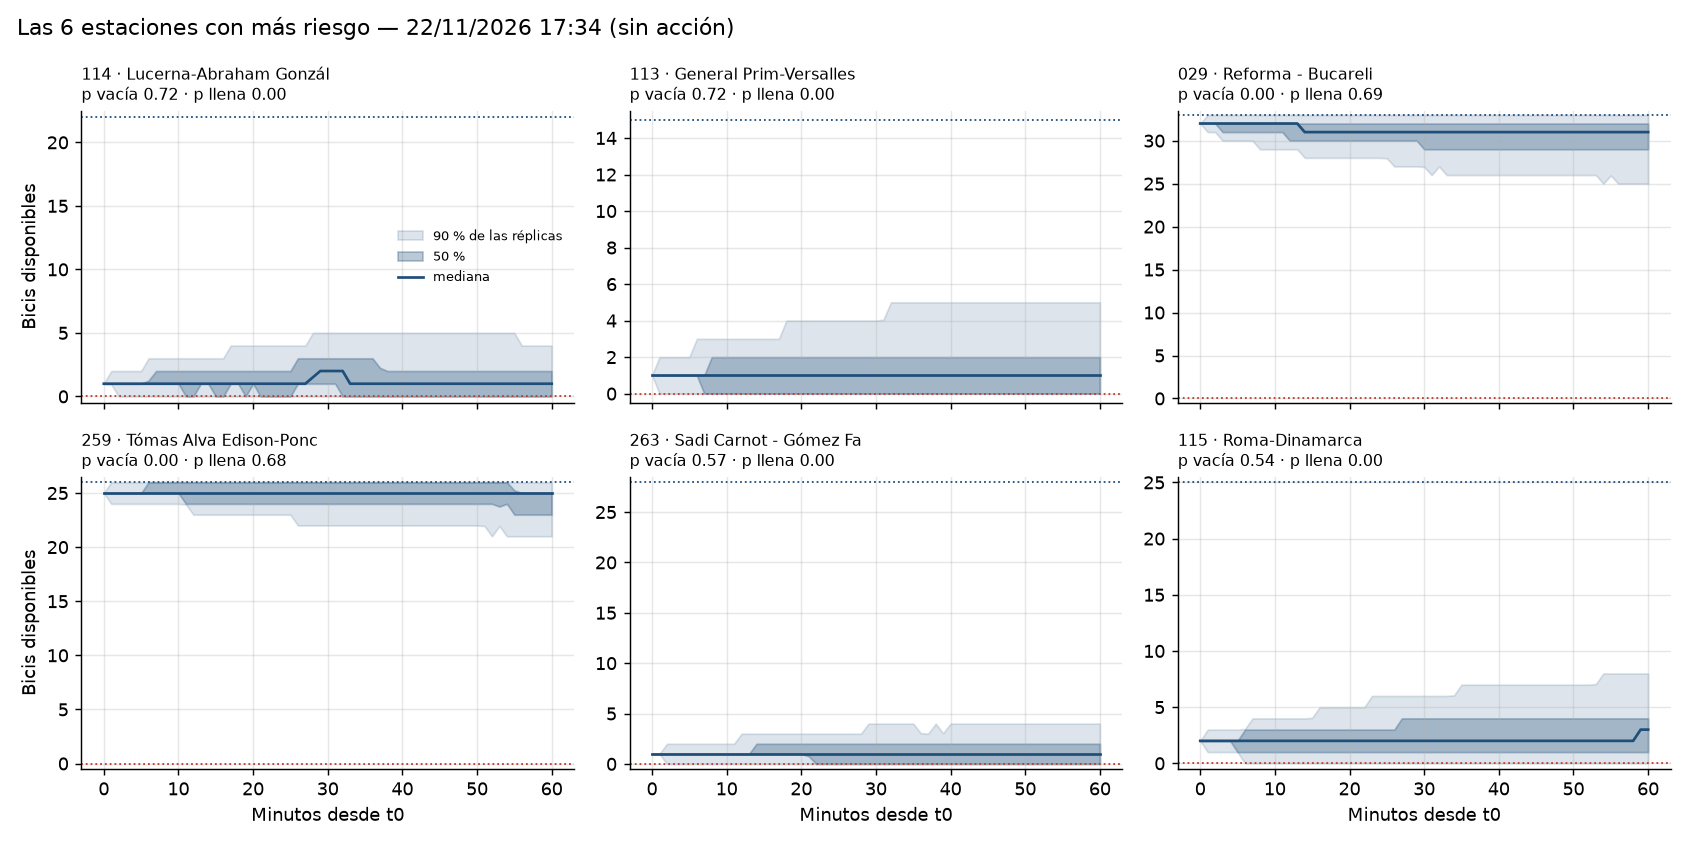 Las 6 estaciones con más riesgo — 22/11/2026 17:34 (sin acción)
114 · Lucerna-Abraham Gonzál
p vacía 0.72 · p llena 0.00
20
15
10
5
0
Bicis disponibles
90 % de las réplicas
50 %
mediana
113 · General Prim-Versalles
p vacía 0.72 · p llena 0.00
14
12
10
8
6
4
2
0
029 · Reforma - Bucareli
p vacía 0.00 · p llena 0.69
30
25
20
15
10
5
0
259 · Tómas Alva Edison-Ponc
p vacía 0.00 · p llena 0.68
25
20
15
10
5
0
Bicis disponibles
0 10 20 30 40 50 60
Minutos desde t0
263 · Sadi Carnot - Gómez Fa
p vacía 0.57 · p llena 0.00
25
20
15
10
5
0
0 10 20 30 40 50 60
Minutos desde t0
115 · Roma-Dinamarca
p vacía 0.54 · p llena 0.00
25
20
15
10
5
0
0 10 20 30 40 50 60
Minutos desde t0